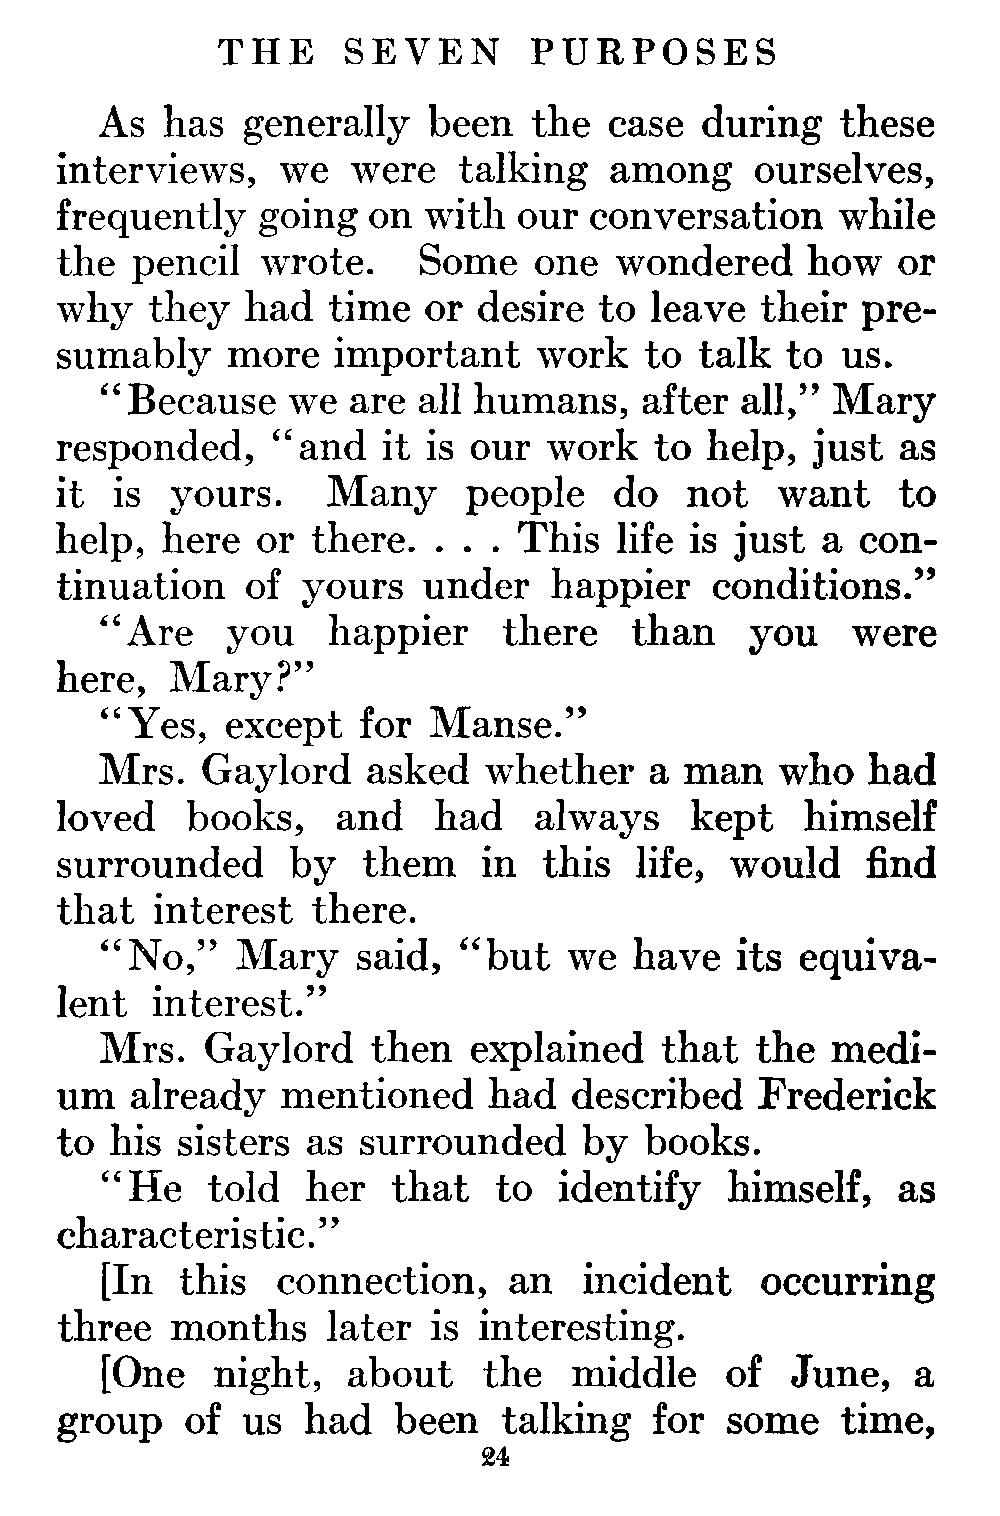 THE SEVEN PURPOSES
As has generally been the case during these
interviews, we were talking among ourselves,
frequently going on with our conversation while
the pencil wrote. Some one wondered how or
why they had time or desire to leave their pre-
sumably more important work to talk to us.
“Because we are all humans, after all,” Mary
responded, “and it is our work to help, just as
it is yours. Many people do not want to
help, here or there. . . . This life is just a con-
tinuation of yours under happier conditions.”
“Are you happier there than you were
here, Mary?”
“Yes, except for Manse.”
Mrs. Gaylord asked whether a man who had
loved books, and had always kept himself
surrounded by them in this life, would find
that interest there.
“No,” Mary said, “but we have its equiva-
lent interest.”
Mrs. Gaylord then explained that the medi-
um already mentioned had described Frederick
to his sisters as surrounded by books.
“He told her that to identify himself, as
characteristic.”
[In this connection, an incident occurring
three months later is interesting.
[One night, about the middle of June, a
group of us had been talking for some time,
24